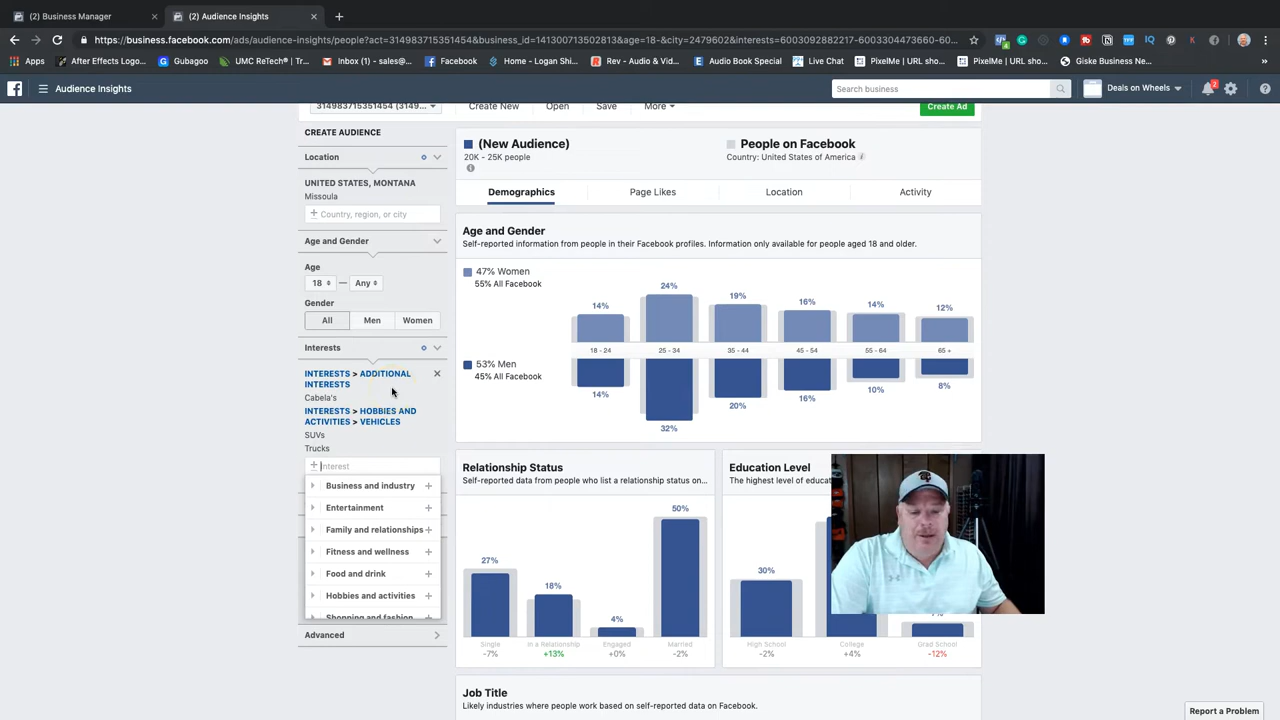 (2) Business Manager
(2) Audience Insights
https://business.facebook.com/ads/audience-insights/people?act=314983715351454&business_id=141300713502813&age=18-&city=2479602&interests=6003092882217-6003304473660-60...
Apps
After Effects Logo...
Gubagoo
UMC ReTech® | Tr...
Invitation - sales@...
Facebook
Home - Logan Shi...
Rev - Audio & Vid...
Audio Book Special
Live Chat
PixelMe | URL sho...
PixelMe | URL sho...
Giske Business We...
Audience Insights
Search business
Deals on Wheels
2
314983715351454 (3149...
Create New
Open
Save
More
Create Ad
CREATE AUDIENCE
Location
UNITED STATES, MONTANA
Missoula
Country, region, or city
Age and Gender
Age
18 — Any
Gender
All
Men
Women
Interests
INTERESTS > ADDITIONAL
INTERESTS
Cabela's
INTERESTS > HOBBIES AND
ACTIVITIES > VEHICLES
SUVs
Trucks
Interest
Business and industry
Entertainment
Family and relationships
Fitness and wellness
Food and drink
Hobbies and activities
Shopping and fashion
Advanced
(New Audience)
20K - 25K people
People on Facebook
Country: United States of America
Demographics
Page Likes
Location
Activity
Age and Gender
Self-reported information from people in their Facebook profiles. Information only available for people aged 18 and older.
47% Women
55% All Facebook
14%
24%
19%
16%
14%
12%
18 - 24
25 - 34
35 - 44
45 - 54
55 - 64
65 +
53% Men
45% All Facebook
14%
32%
20%
16%
10%
8%
Relationship Status
Self-reported data from people who list a relationship status on...
27%
18%
4%
50%
Single
In a Relationship
Engaged
Married
-7%
+13%
+0%
-2%
Education Level
The highest level of educa
30%
High School
College
Grad School
-2%
+4%
-12%
Job Title
Likely industries where people work based on self-reported data on Facebook.
Report a Problem